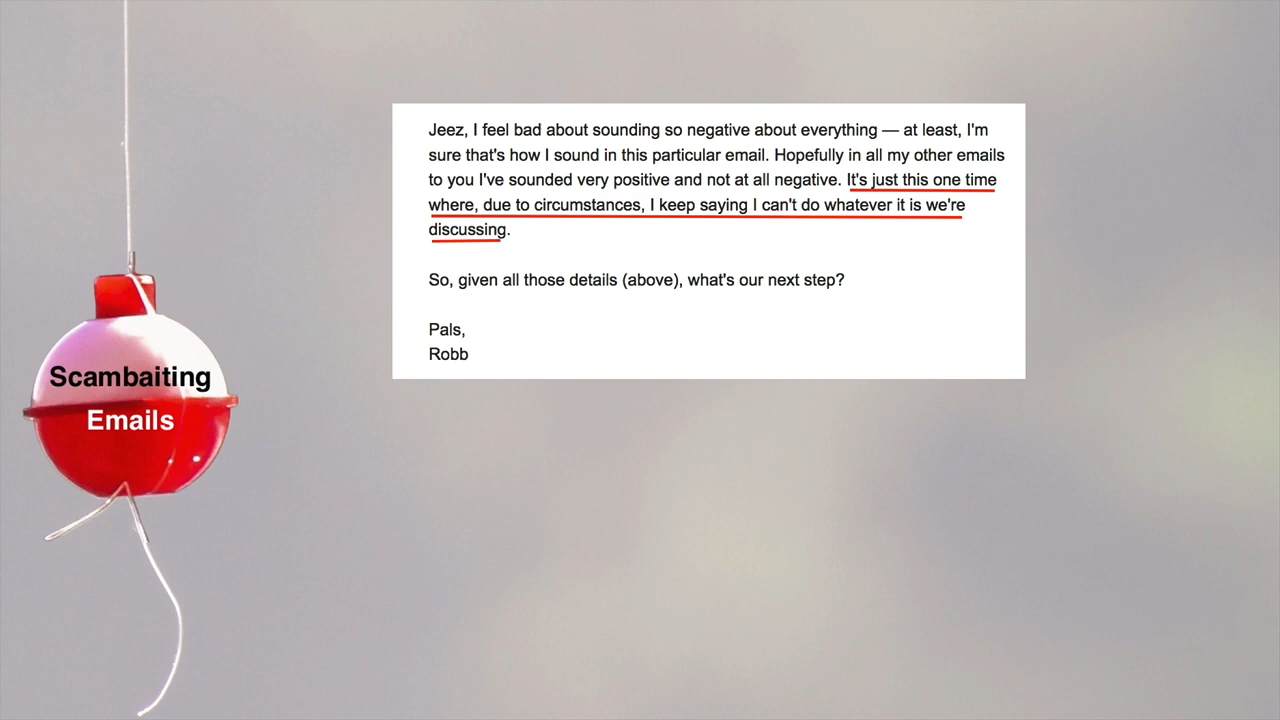 Scambaiting
Emails
Jeez, I feel bad about sounding so negative about everything — at least, I'm
sure that's how I sound in this particular email. Hopefully in all my other emails
to you I've sounded very positive and not at all negative. It's just this one time
where, due to circumstances, I keep saying I can't do whatever it is we're
discussing.
So, given all those details (above), what's our next step?
Pals,
Robb